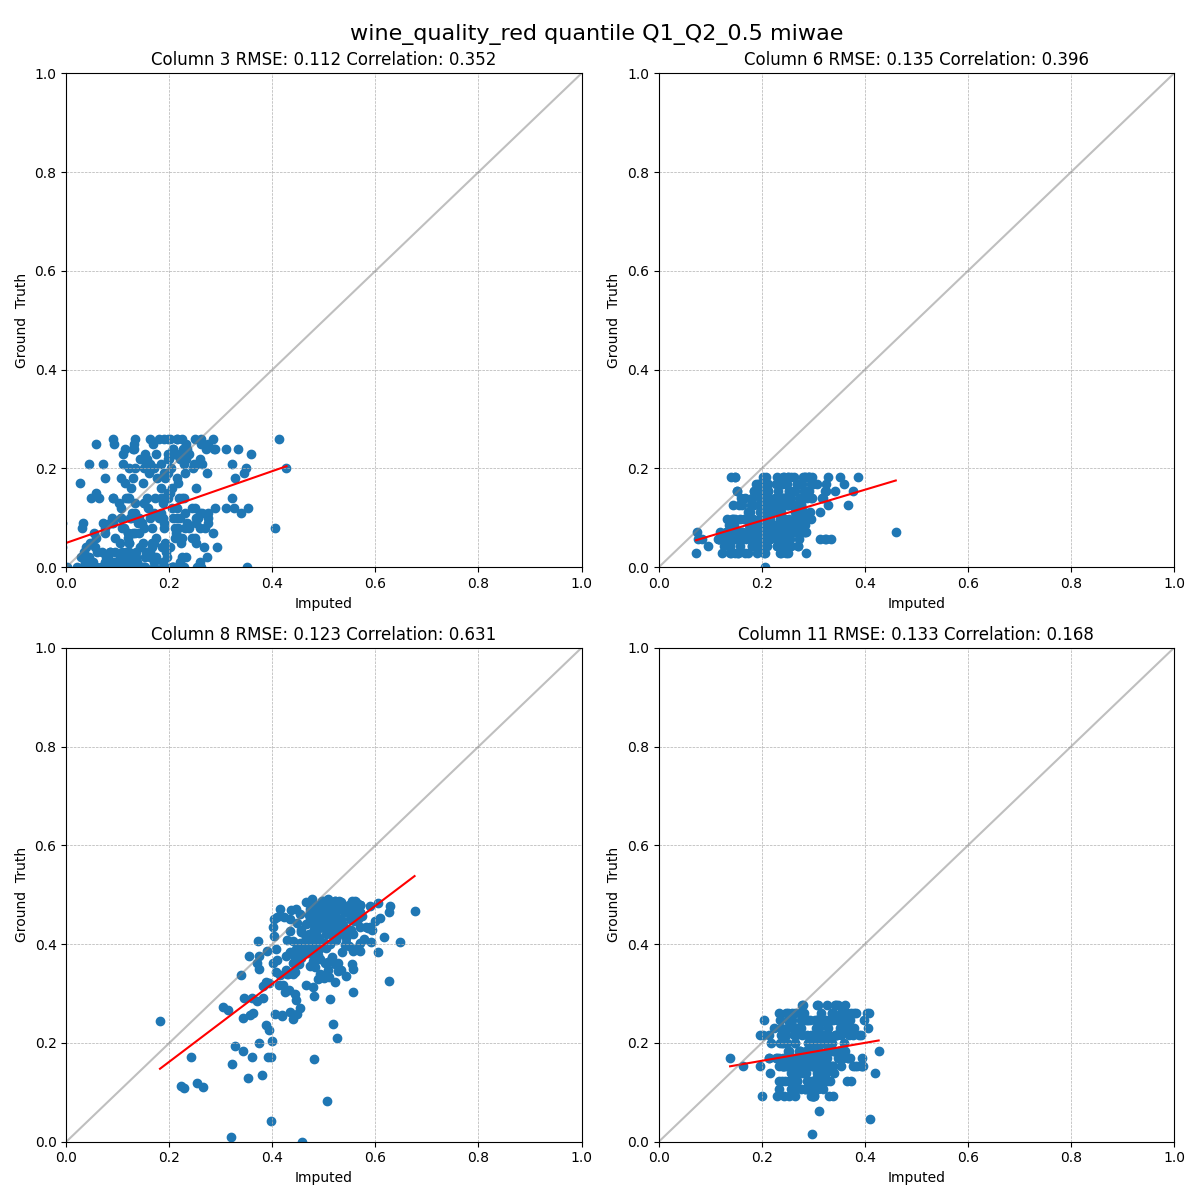 wine_quality_red quantile Q1_Q2_0.5 miwae
Column 3 RMSE: 0.112 Correlation: 0.352
1.0
0.8
0.6
0.4
0.2
0.0
Ground Truth
0.0 0.2 0.4 0.6 0.8 1.0
Imputed
Column 6 RMSE: 0.135 Correlation: 0.396
1.0
0.8
0.6
0.4
0.2
0.0
Ground Truth
0.0 0.2 0.4 0.6 0.8 1.0
Imputed
Column 8 RMSE: 0.123 Correlation: 0.631
1.0
0.8
0.6
0.4
0.2
0.0
Ground Truth
0.0 0.2 0.4 0.6 0.8 1.0
Imputed
Column 11 RMSE: 0.133 Correlation: 0.168
1.0
0.8
0.6
0.4
0.2
0.0
Ground Truth
0.0 0.2 0.4 0.6 0.8 1.0
Imputed